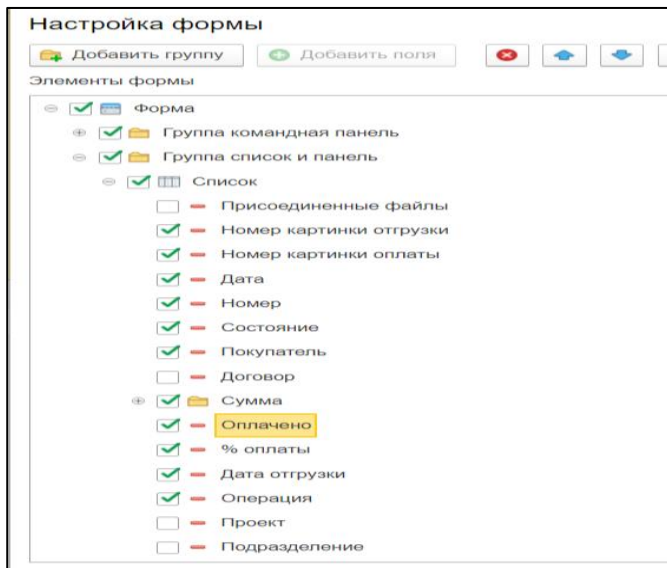 Настройка формы
Добавить группу Добавить поля
Элементы формы
Форма
Группа командная панель
Группа список и панель
Список
Присоединенные файлы
Номер картинки отгрузки
Номер картинки оплаты
Дата
Номер
Состояние
Покупатель
Договор
Сумма
Оплачено
% оплаты
Дата отгрузки
Операция
Проект
Подразделение